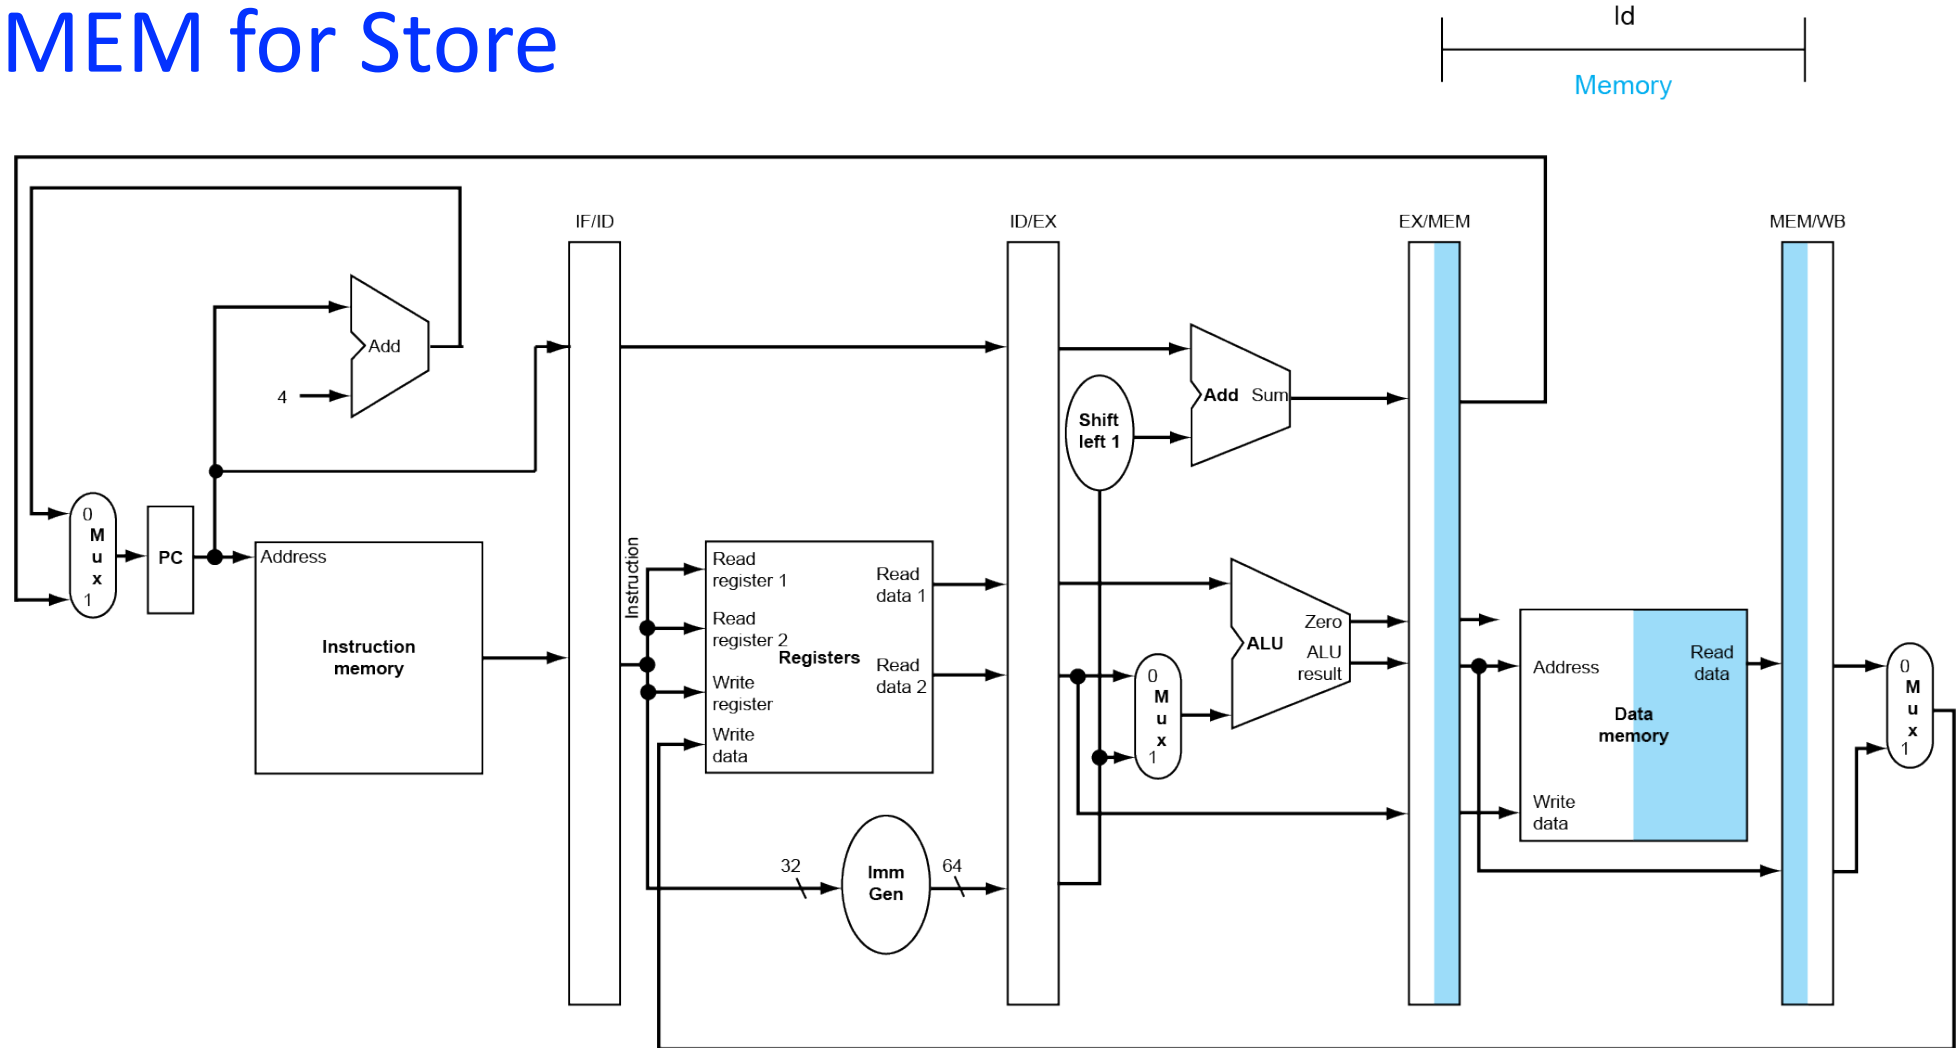 MEM for Store
ld
Memory
IF/ID
ID/EX
EX/MEM
MEM/WB
Add
4
Add Sum
Shift
left 1
0
M
u
x
1
PC
Address
Instruction
memory
Instruction
Read
register 1
Read
register 2
Write
register
Write
data
Registers
Read
data 1
Read
data 2
32
Imm
Gen
64
0
M
u
x
1
Zero
ALU
ALU
result
Address
Read
data
Data
memory
Write
data
0
M
u
x
1